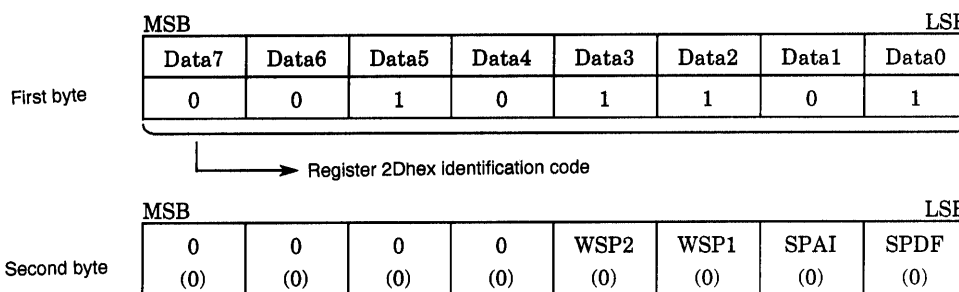 MSB LSB
Data7 Data6 Data5 Data4 Data3 Data2 Data1 Data0
First byte 0 0 1 0 1 1 0 1
Register 2Dhex identification code
MSB LSB
0 0 0 0 WSP2 WSP1 SPAI SPDF
Second byte (0) (0) (0) (0) (0) (0) (0) (0)